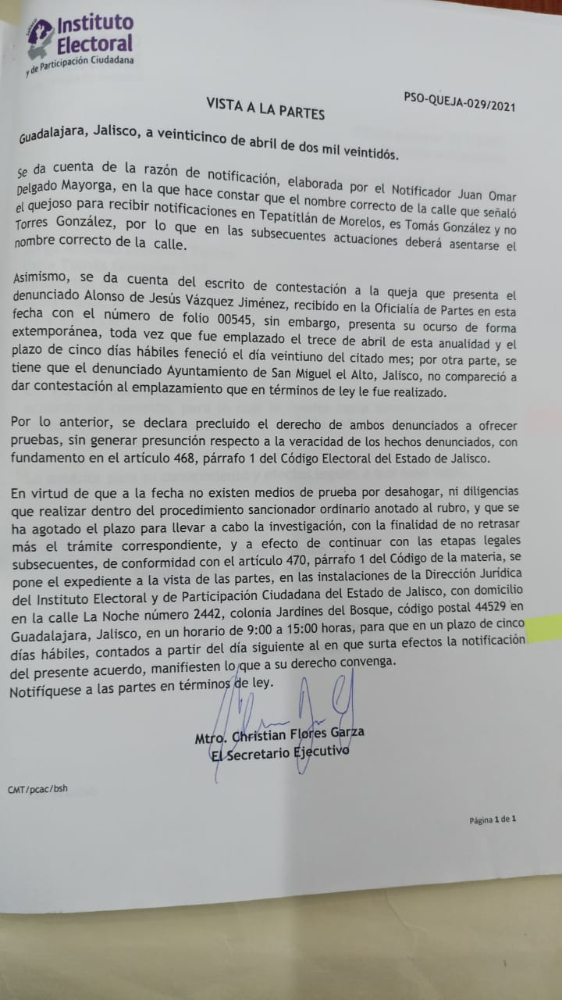 Jalisco
Instituto
Electoral
y de Participación Ciudadana
PSO-QUEJA-029/2021
VISTA A LA PARTES
Guadalajara, Jalisco, a veinticinco de abril de dos mil veintidós.
Se da cuenta de la razón de notificación, elaborada por el Notificador Juan Omar
Delgado Mayorga, en la que hace constar que el nombre correcto de la calle que señaló
el quejoso para recibir notificaciones en Tepatitlán de Morelos, es Tomás González y no
Torres González, por lo que en las subsecuentes actuaciones deberá asentarse el
nombre correcto de la calle.
Asimismo, se da cuenta del escrito de contestación a la queja que presenta el
denunciado Alonso de Jesús Vázquez Jiménez, recibido en la Oficialía de Partes en esta
fecha con el número de folio 00545, sin embargo, presenta su ocurso de forma
extemporánea, toda vez que fue emplazado el trece de abril de esta anualidad y el
plazo de cinco días hábiles feneció el día veintiuno del citado mes; por otra parte, se
tiene que el denunciado Ayuntamiento de San Miguel el Alto, Jalisco, no compareció a
dar contestación al emplazamiento que en términos de ley le fue realizado.
Por lo anterior, se declara precluido el derecho de ambos denunciados a ofrecer
pruebas, sin generar presunción respecto a la veracidad de los hechos denunciados, con
fundamento en el artículo 468, párrafo 1 del Código Electoral del Estado de Jalisco.
En virtud de que a la fecha no existen medios de prueba por desahogar, ni diligencias
que realizar dentro del procedimiento sancionador ordinario anotado al rubro, y que se
ha agotado el plazo para llevar a cabo la investigación, con la finalidad de no retrasar
más el trámite correspondiente, y a efecto de continuar con las etapas legales
subsecuentes, de conformidad con el artículo 470, párrafo 1 del Código de la materia, se
pone el expediente a la vista de las partes, en las instalaciones de la Dirección Jurídica
del Instituto Electoral y de Participación Ciudadana del Estado de Jalisco, con domicilio
en la calle La Noche número 2442, colonia Jardines del Bosque, código postal 44529 en
Guadalajara, Jalisco, en un horario de 9:00 a 15:00 horas, para que en un plazo de cinco
días hábiles, contados a partir del día siguiente al en que surta efectos la notificación
del presente acuerdo, manifiesten lo que a su derecho convenga.
Notifíquese a las partes en términos de ley.
Mtro. Christian Flores Garza
El Secretario Ejecutivo
CMT/pcac/bsh
Página 1 de 1